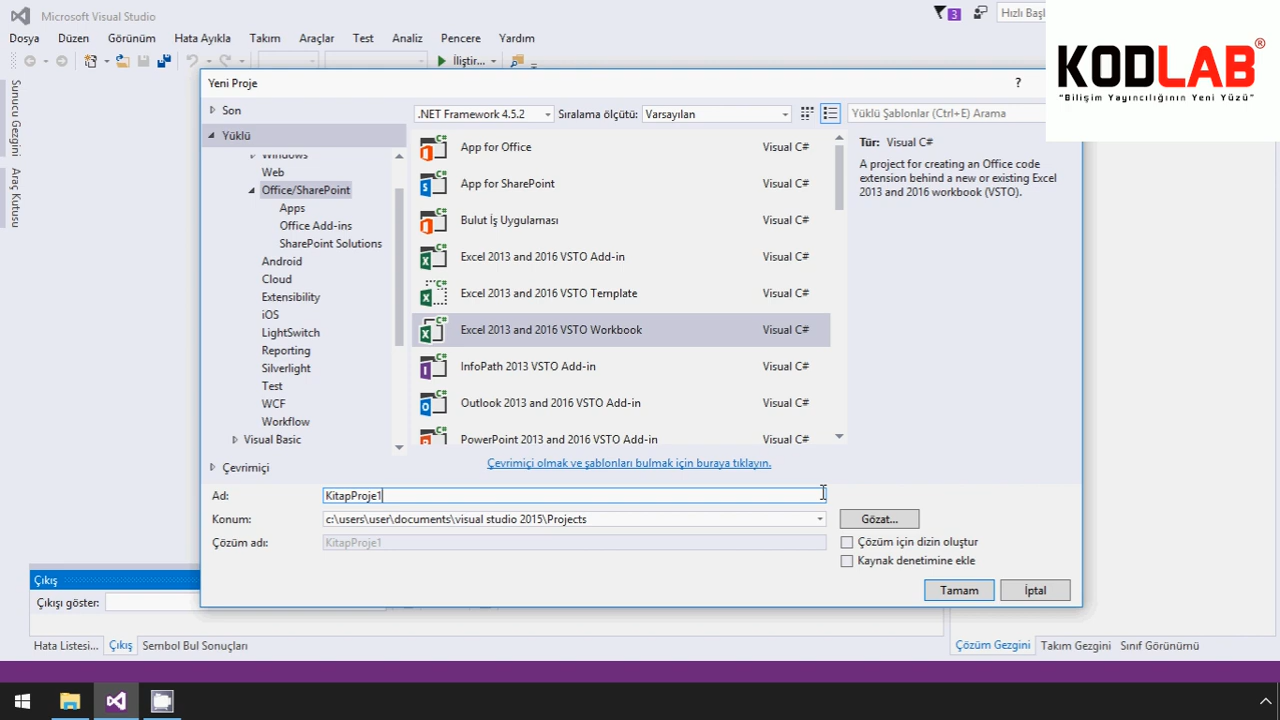 Microsoft Visual Studio
3
Hızlı Baş
Dosya Düzen Görünüm Hata Ayıkla Takım Araçlar Test Analiz Pencere Yardım
İliştir...
KODLAB®
"Bilişim Yayıncılığının Yeni Yüzü"
Sunucu Gezgini
Araç Kutusu
Yeni Proje
?
Son
Yüklü
Windows
Web
Office/SharePoint
Apps
Office Add-ins
SharePoint Solutions
Android
Cloud
Extensibility
iOS
LightSwitch
Reporting
Silverlight
Test
WCF
Workflow
Visual Basic
Çevrimiçi
.NET Framework 4.5.2 Sıralama ölçütü: Varsayılan
Yüklü Şablonlar (Ctrl+E) Arama
App for Office Visual C#
App for SharePoint Visual C#
Bulut İş Uygulaması Visual C#
Excel 2013 and 2016 VSTO Add-in Visual C#
Excel 2013 and 2016 VSTO Template Visual C#
Excel 2013 and 2016 VSTO Workbook Visual C#
InfoPath 2013 VSTO Add-in Visual C#
Outlook 2013 and 2016 VSTO Add-in Visual C#
PowerPoint 2013 and 2016 VSTO Add-in Visual C#
Çevrimiçi olmak ve şablonları bulmak için buraya tıklayın.
Tür: Visual C#
A project for creating an Office code
extension behind a new or existing Excel
2013 and 2016 workbook (VSTO).
Ad: KitapProje1
Konum: c:\users\user\documents\visual studio 2015\Projects Gözat...
Çözüm adı: KitapProje1
Çözüm için dizin oluştur
Kaynak denetimine ekle
Tamam İptal
Çıkış
Çıkışı göster:
Hata Listesi... Çıkış Sembol Bul Sonuçları
Çözüm Gezgini Takım Gezgini Sınıf Görünümü